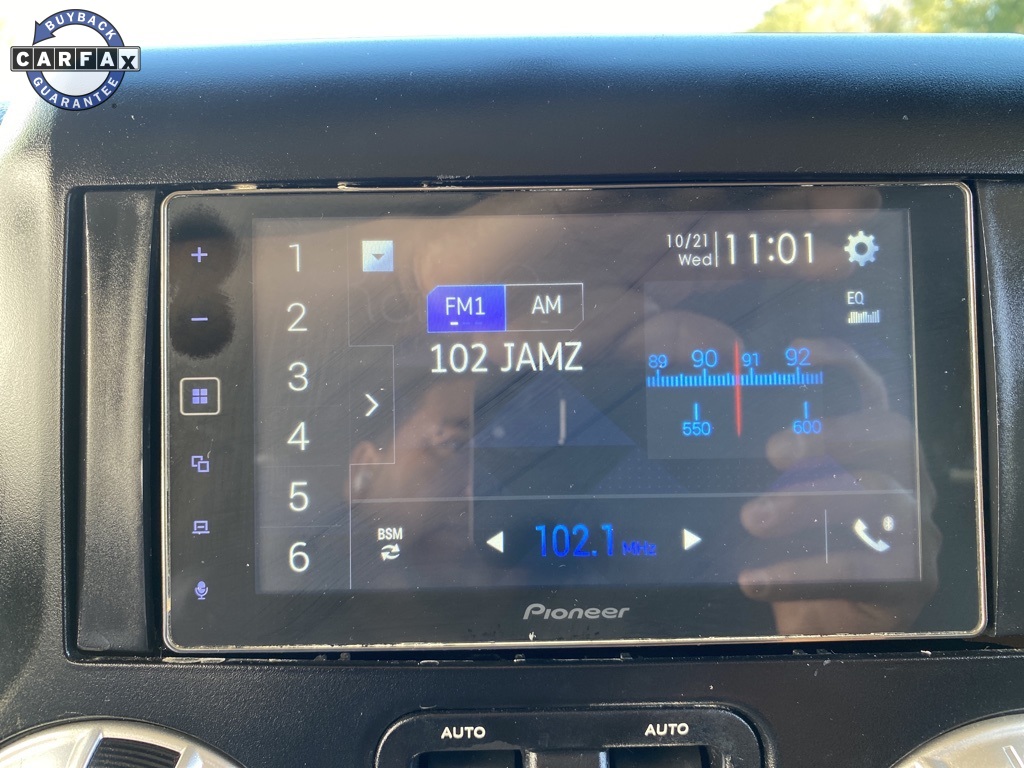 BUYBACK
CARFAX
GUARANTEE
10/21
Wed
11:01
1
2
3
4
5
6
FM1 AM
102 JAMZ
EQ
89 90 91 92
550 600
BSM
102.1 MHz
Pioneer
AUTO AUTO